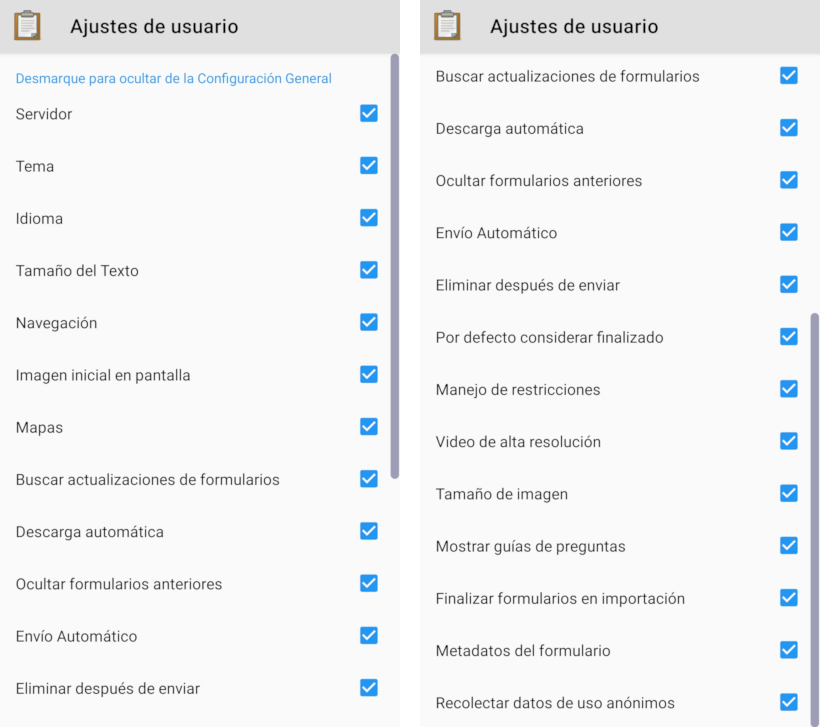 Ajustes de usuario
Desmarque para ocultar de la Configuración General
Servidor
Tema
Idioma
Tamaño del Texto
Navegación
Imagen inicial en pantalla
Mapas
Buscar actualizaciones de formularios
Descarga automática
Ocultar formularios anteriores
Envío Automático
Eliminar después de enviar
Ajustes de usuario
Buscar actualizaciones de formularios
Descarga automática
Ocultar formularios anteriores
Envío Automático
Eliminar después de enviar
Por defecto considerar finalizado
Manejo de restricciones
Video de alta resolución
Tamaño de imagen
Mostrar guías de preguntas
Finalizar formularios en importación
Metadatos del formulario
Recolectar datos de uso anónimos